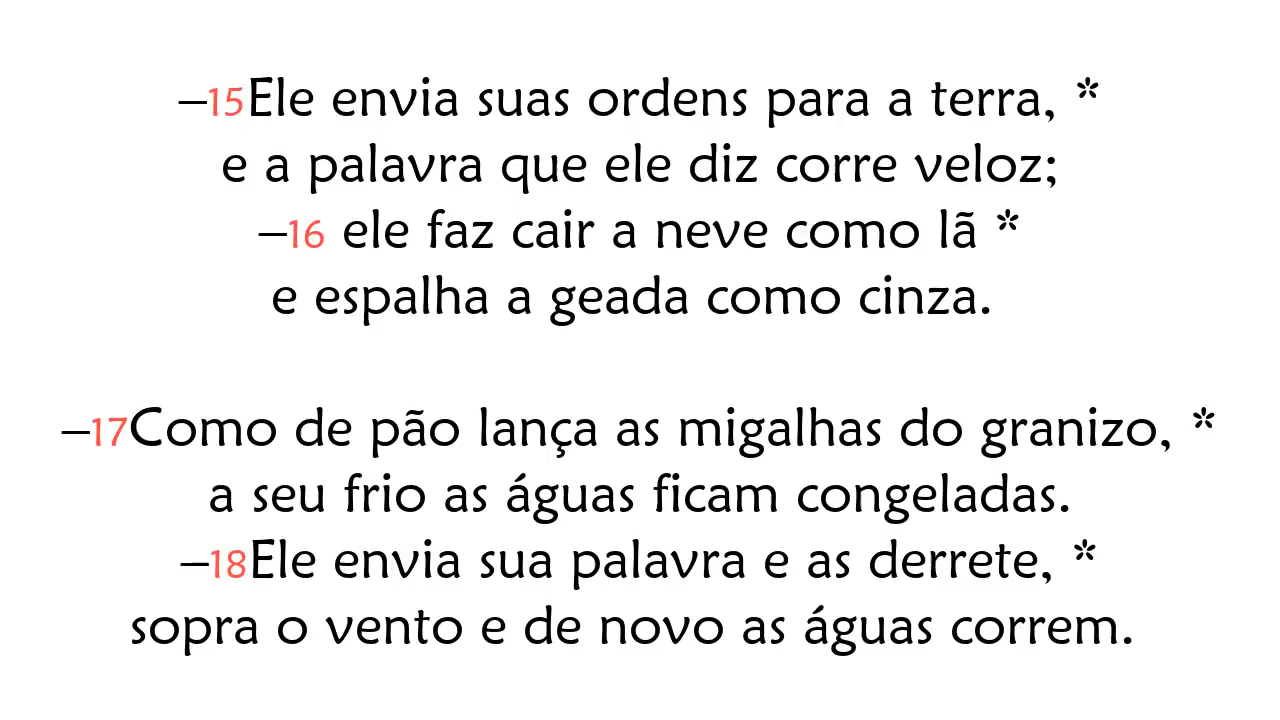 –15Ele envia suas ordens para a terra, *
e a palavra que ele diz corre veloz;
–16 ele faz cair a neve como lã *
e espalha a geada como cinza.
–17Como de pão lança as migalhas do granizo, *
a seu frio as águas ficam congeladas.
–18Ele envia sua palavra e as derrete, *
sopra o vento e de novo as águas correm.